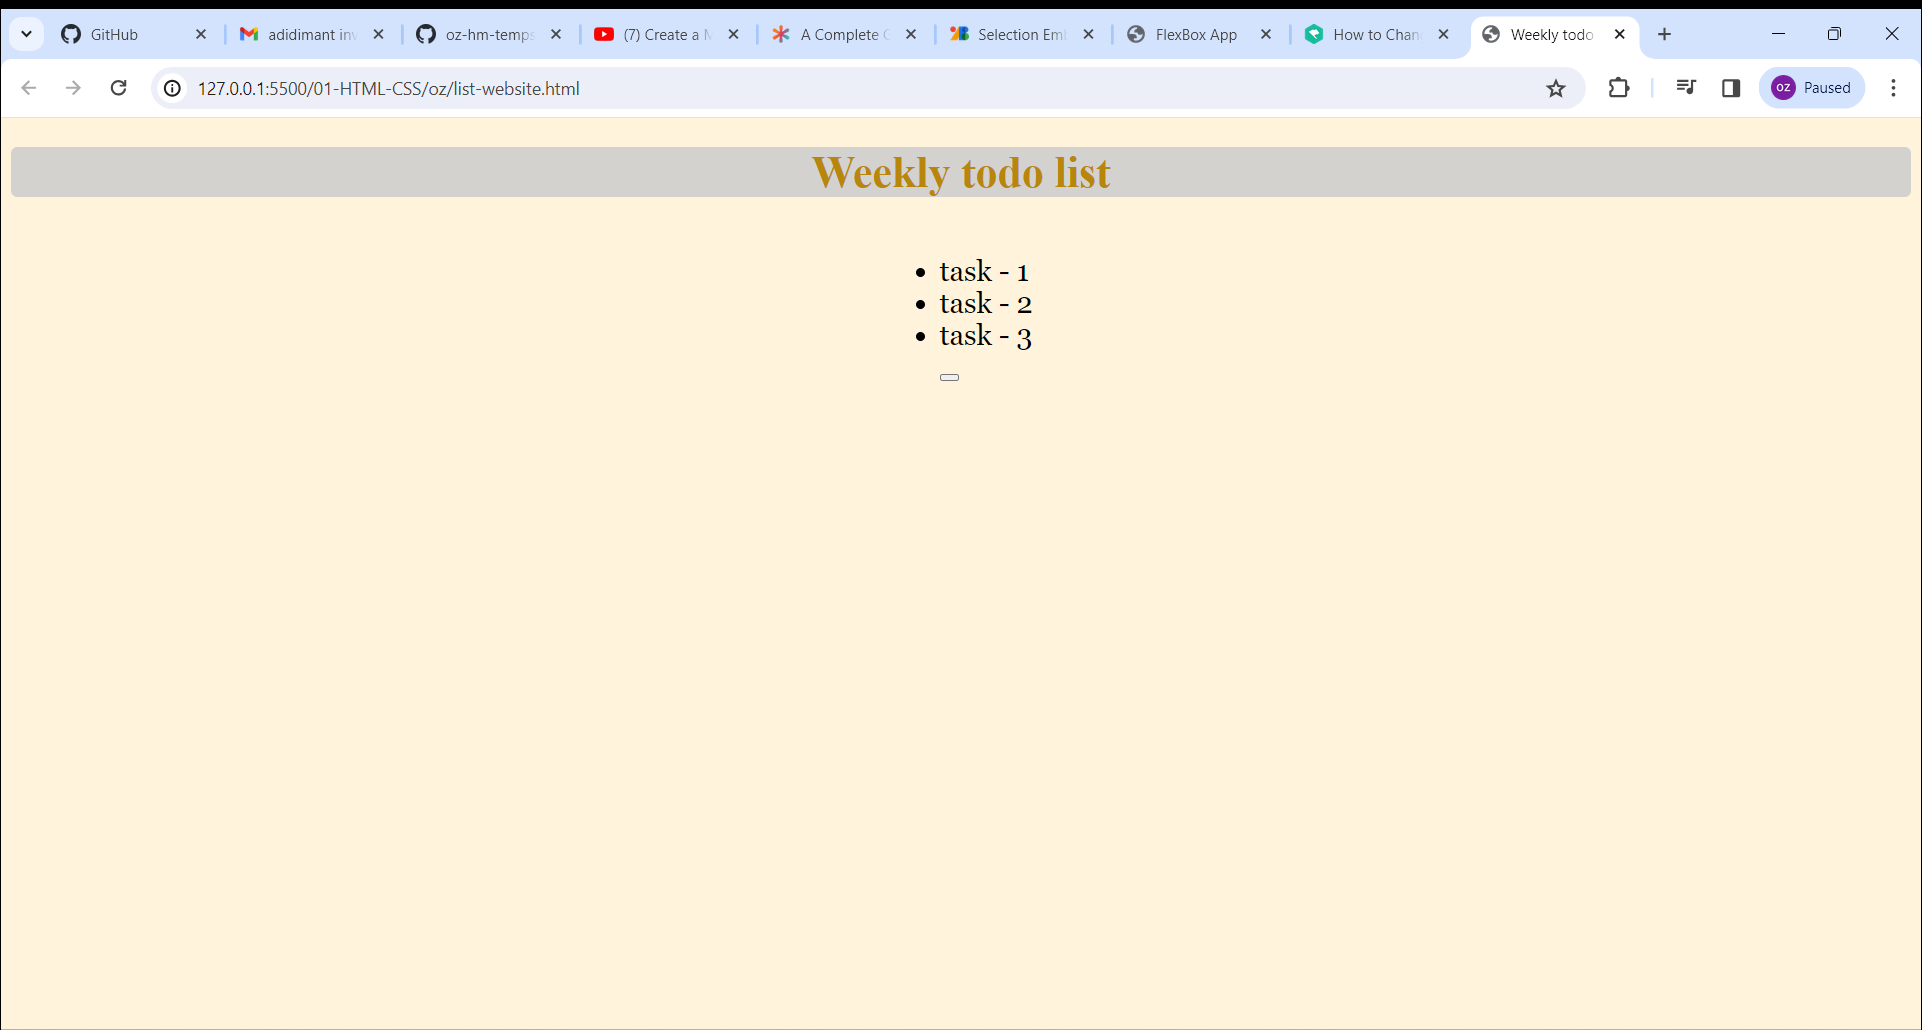 GitHub
adidimant inv
oz-hm-temps
(7) Create a M
A Complete G
Selection Emb
FlexBox App
How to Chan
Weekly todo
127.0.0.1:5500/01-HTML-CSS/oz/list-website.html
OZ Paused
Weekly todo list
task - 1
task - 2
task - 3